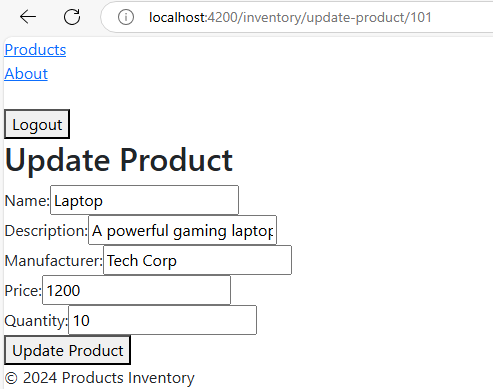 localhost:4200/inventory/update-product/101
Products
About
Logout
Update Product
Name: Laptop
Description: A powerful gaming laptop
Manufacturer: Tech Corp
Price: 1200
Quantity: 10
Update Product
© 2024 Products Inventory